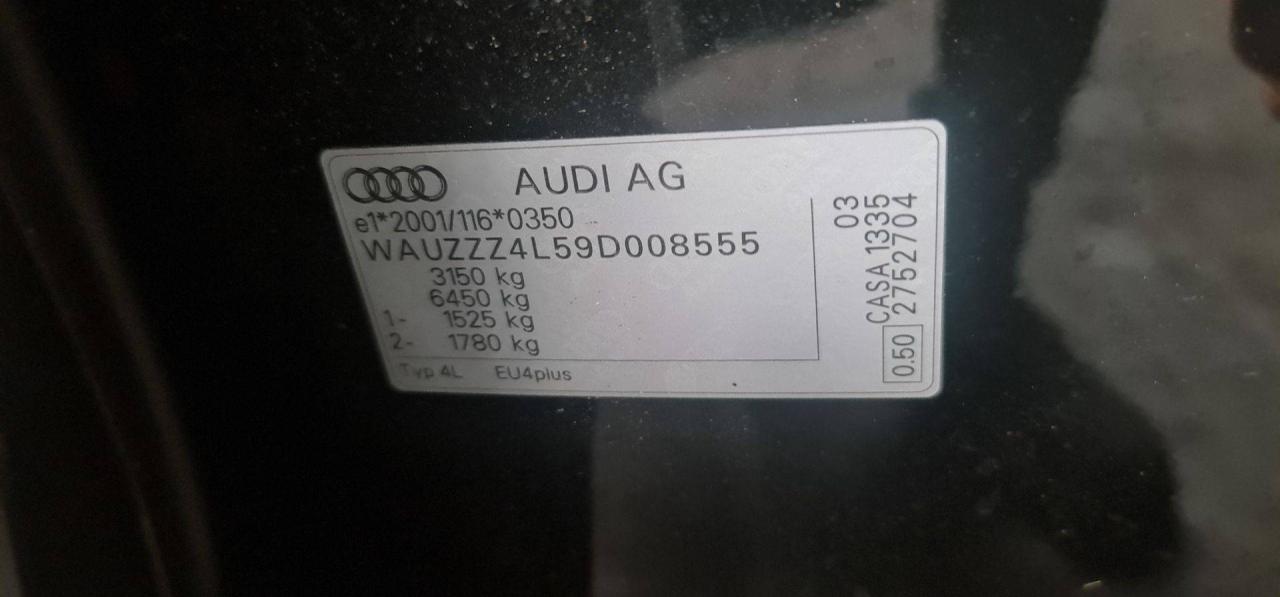 AUDI AG
e1*2001/116*0350
WAUZZZ4L59D008555
3150 kg
6450 kg
1- 1525 kg
2- 1780 kg
Typ 4L EU4plus
03
CASA 1335
2752704
0.50